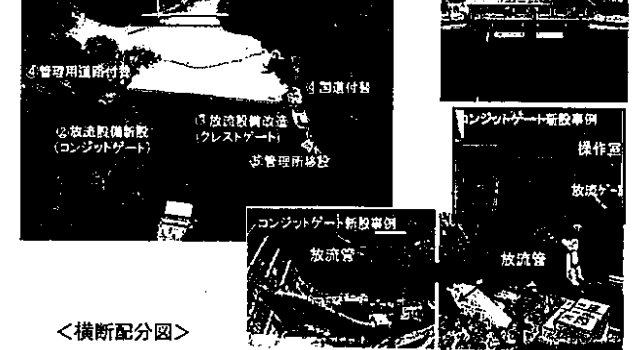 ④管理用道路付替
④国道付替
②放流設備新設
(コンジットゲート)
③放流設備改造
(クレストゲート)
⑤管理所移設
コンジットゲート新設事例
操作室
放流ゲート
放流管
コンジットゲート新設事例
放流管
<横断配分図>